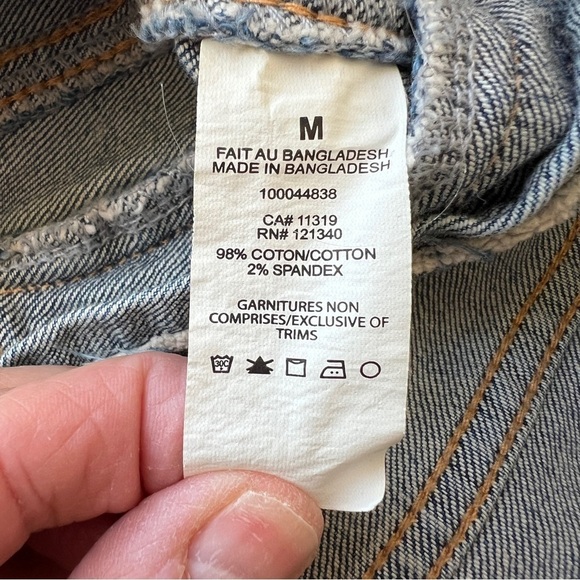 M
FAIT AU BANGLADESH
MADE IN BANGLADESH
100044838
CA# 11319
RN# 121340
98% COTON/COTTON
2% SPANDEX
GARNITURES NON
COMPRISES/EXCLUSIVE OF
TRIMS
30C